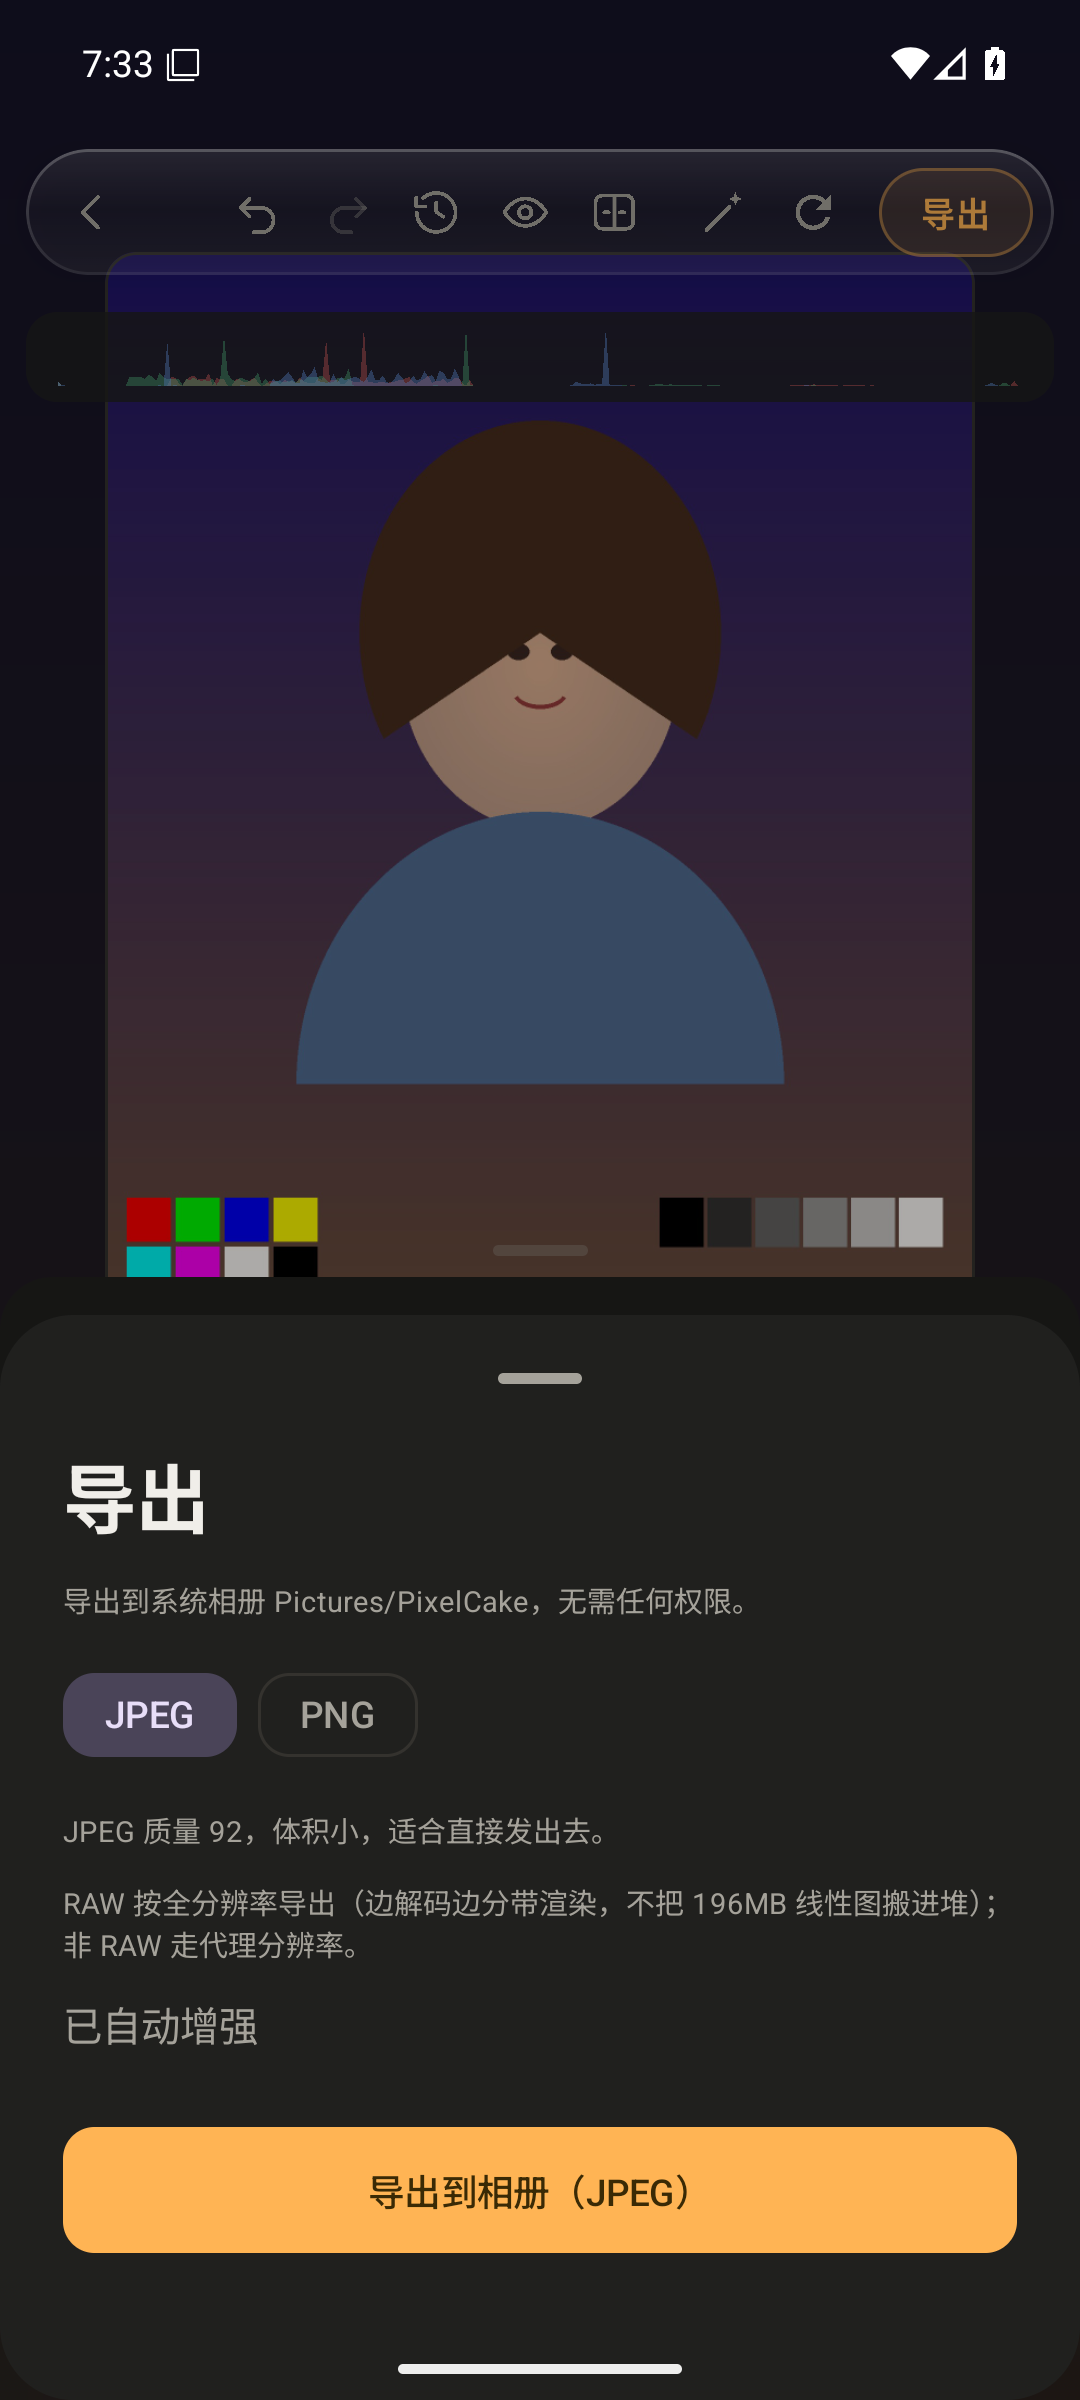 7:33
导出
导出
导出到系统相册 Pictures/PixelCake，无需任何权限。
JPEG
PNG
JPEG 质量 92，体积小，适合直接发出去。
RAW 按全分辨率导出（边解码边分带渲染，不把 196MB 线性图搬进堆）；
非 RAW 走代理分辨率。
已自动增强
导出到相册（JPEG）